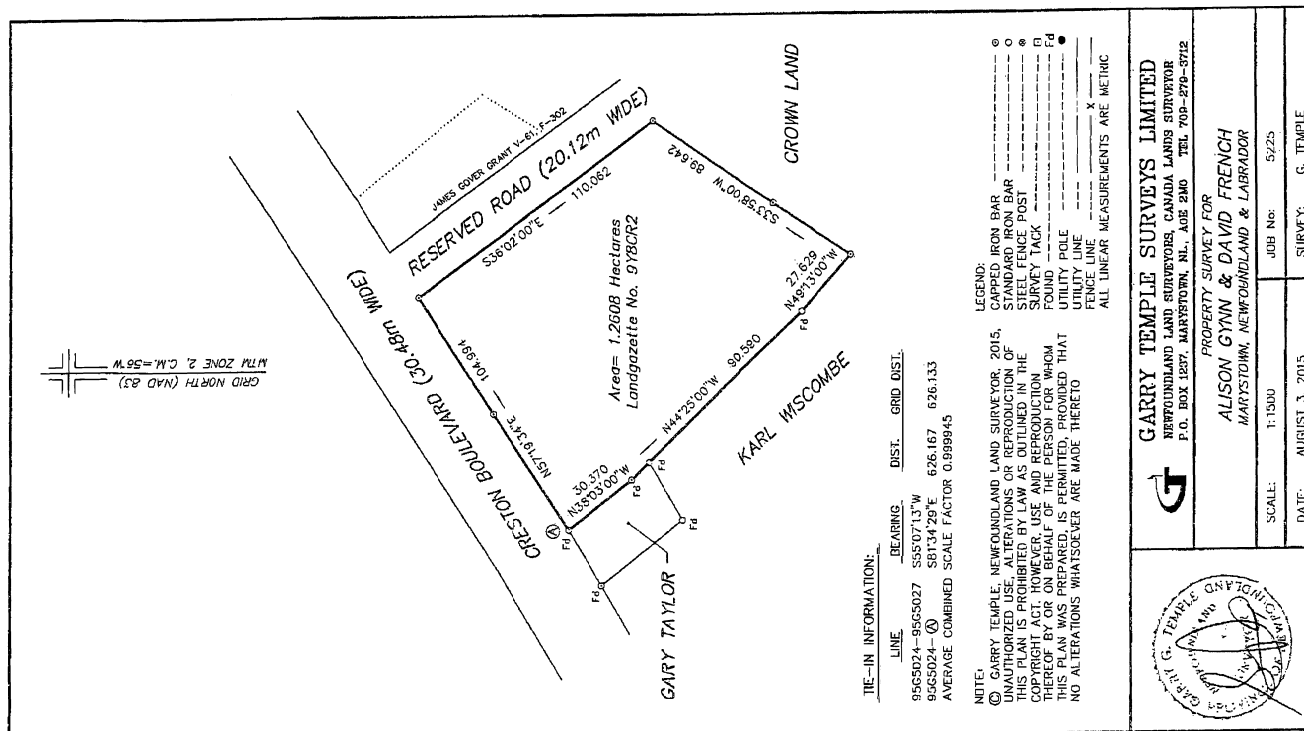 GRID NORTH (NAD 83)
MTM ZONE 2, C.M.=56°W
JAMES GOVER GRANT V-61, F-302
RESERVED ROAD (20.12m WIDE)
S36°02'00"E
110.062
CROWN LAND
89.642
S33°58'00"W
27.629
N49°13'00"W
Fd
CRESTON BOULEVARD (30.48m WIDE)
104.994
N57°19'34"E
Area= 1.2608 Hectares
Landgazette No. 9YBCR2
N44°25'00"W
90.590
KARL WISCOMBE
30.370
N38°03'00"W
A
Fd
Fd
Fd
Fd
Fd
GARY TAYLOR
TIE-IN INFORMATION:
LINE BEARING DIST. GRID DIST.
95G5024-95G5027 S55°07'13"W
95G5024-A S81°34'29"E 626.167 626.133
AVERAGE COMBINED SCALE FACTOR 0.999945
NOTE:
© GARRY TEMPLE, NEWFOUNDLAND LAND SURVEYOR, 2015,
UNAUTHORIZED USE, ALTERATIONS OR REPRODUCTION OF
THIS PLAN IS PROHIBITED BY LAW AS OUTLINED IN THE
COPYRIGHT ACT. HOWEVER, USE AND REPRODUCTION
THEREOF BY OR ON BEHALF OF THE PERSON FOR WHOM
THIS PLAN WAS PREPARED, IS PERMITTED, PROVIDED THAT
NO ALTERATIONS WHATSOEVER ARE MADE THERETO
LEGEND:
CAPPED IRON BAR
STANDARD IRON BAR
STEEL FENCE POST
SURVEY TACK
FOUND Fd
UTILITY POLE
UTILITY LINE
FENCE LINE X
ALL LINEAR MEASUREMENTS ARE METRIC
GT
GARRY TEMPLE SURVEYS LIMITED
NEWFOUNDLAND LAND SURVEYORS, CANADA LANDS SURVEYOR
P.O. BOX 1237, MARYSTOWN, NL., A0E 2M0 TEL 709-279-3712
PROPERTY SURVEY FOR
ALISON GYNN & DAVID FRENCH
MARYSTOWN, NEWFOUNDLAND & LABRADOR
SCALE: 1:1500 JOB No: 5225
DATE: AUGUST 3, 2015 SURVEY: G. TEMPLE
GARRY G. TEMPLE